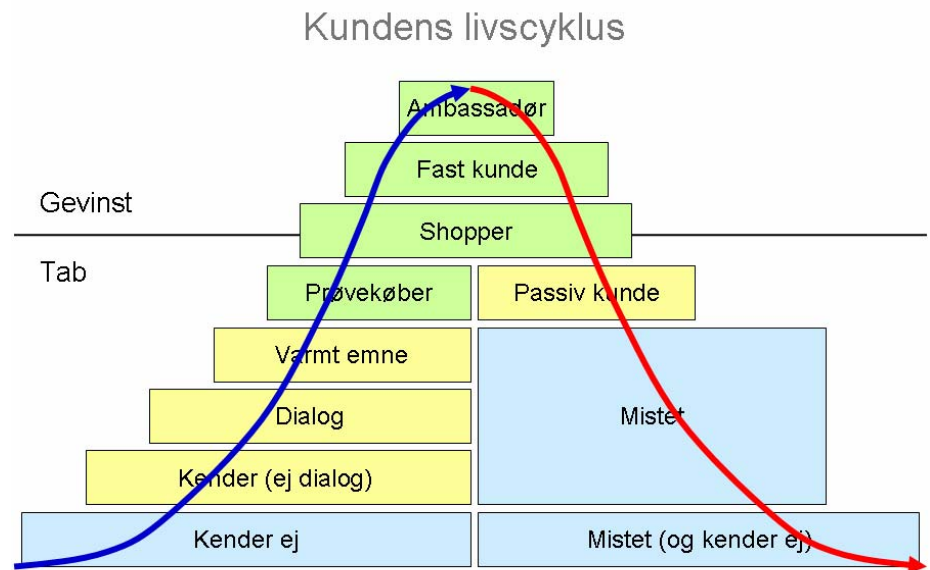 Kundens livscyklus
Ambassadør
Fast kunde
Gevinst
Shopper
Tab
Prøvekøber
Passiv kunde
Varmt emne
Dialog
Mistet
Kender (ej dialog)
Kender ej
Mistet (og kender ej)